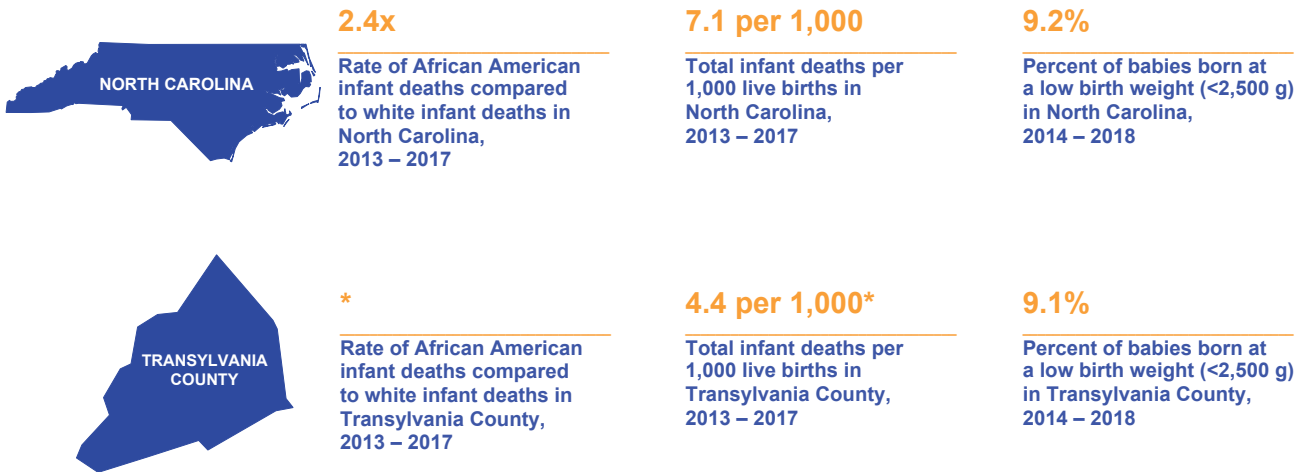 NORTH CAROLINA
2.4x
Rate of African American
infant deaths compared
to white infant deaths in
North Carolina,
2013 – 2017
7.1 per 1,000
Total infant deaths per
1,000 live births in
North Carolina,
2013 – 2017
9.2%
Percent of babies born at
a low birth weight (<2,500 g)
in North Carolina,
2014 – 2018
TRANSYLVANIA
COUNTY
*
Rate of African American
infant deaths compared
to white infant deaths in
Transylvania County,
2013 – 2017
4.4 per 1,000*
Total infant deaths per
1,000 live births in
Transylvania County,
2013 – 2017
9.1%
Percent of babies born at
a low birth weight (<2,500 g)
in Transylvania County,
2014 – 2018